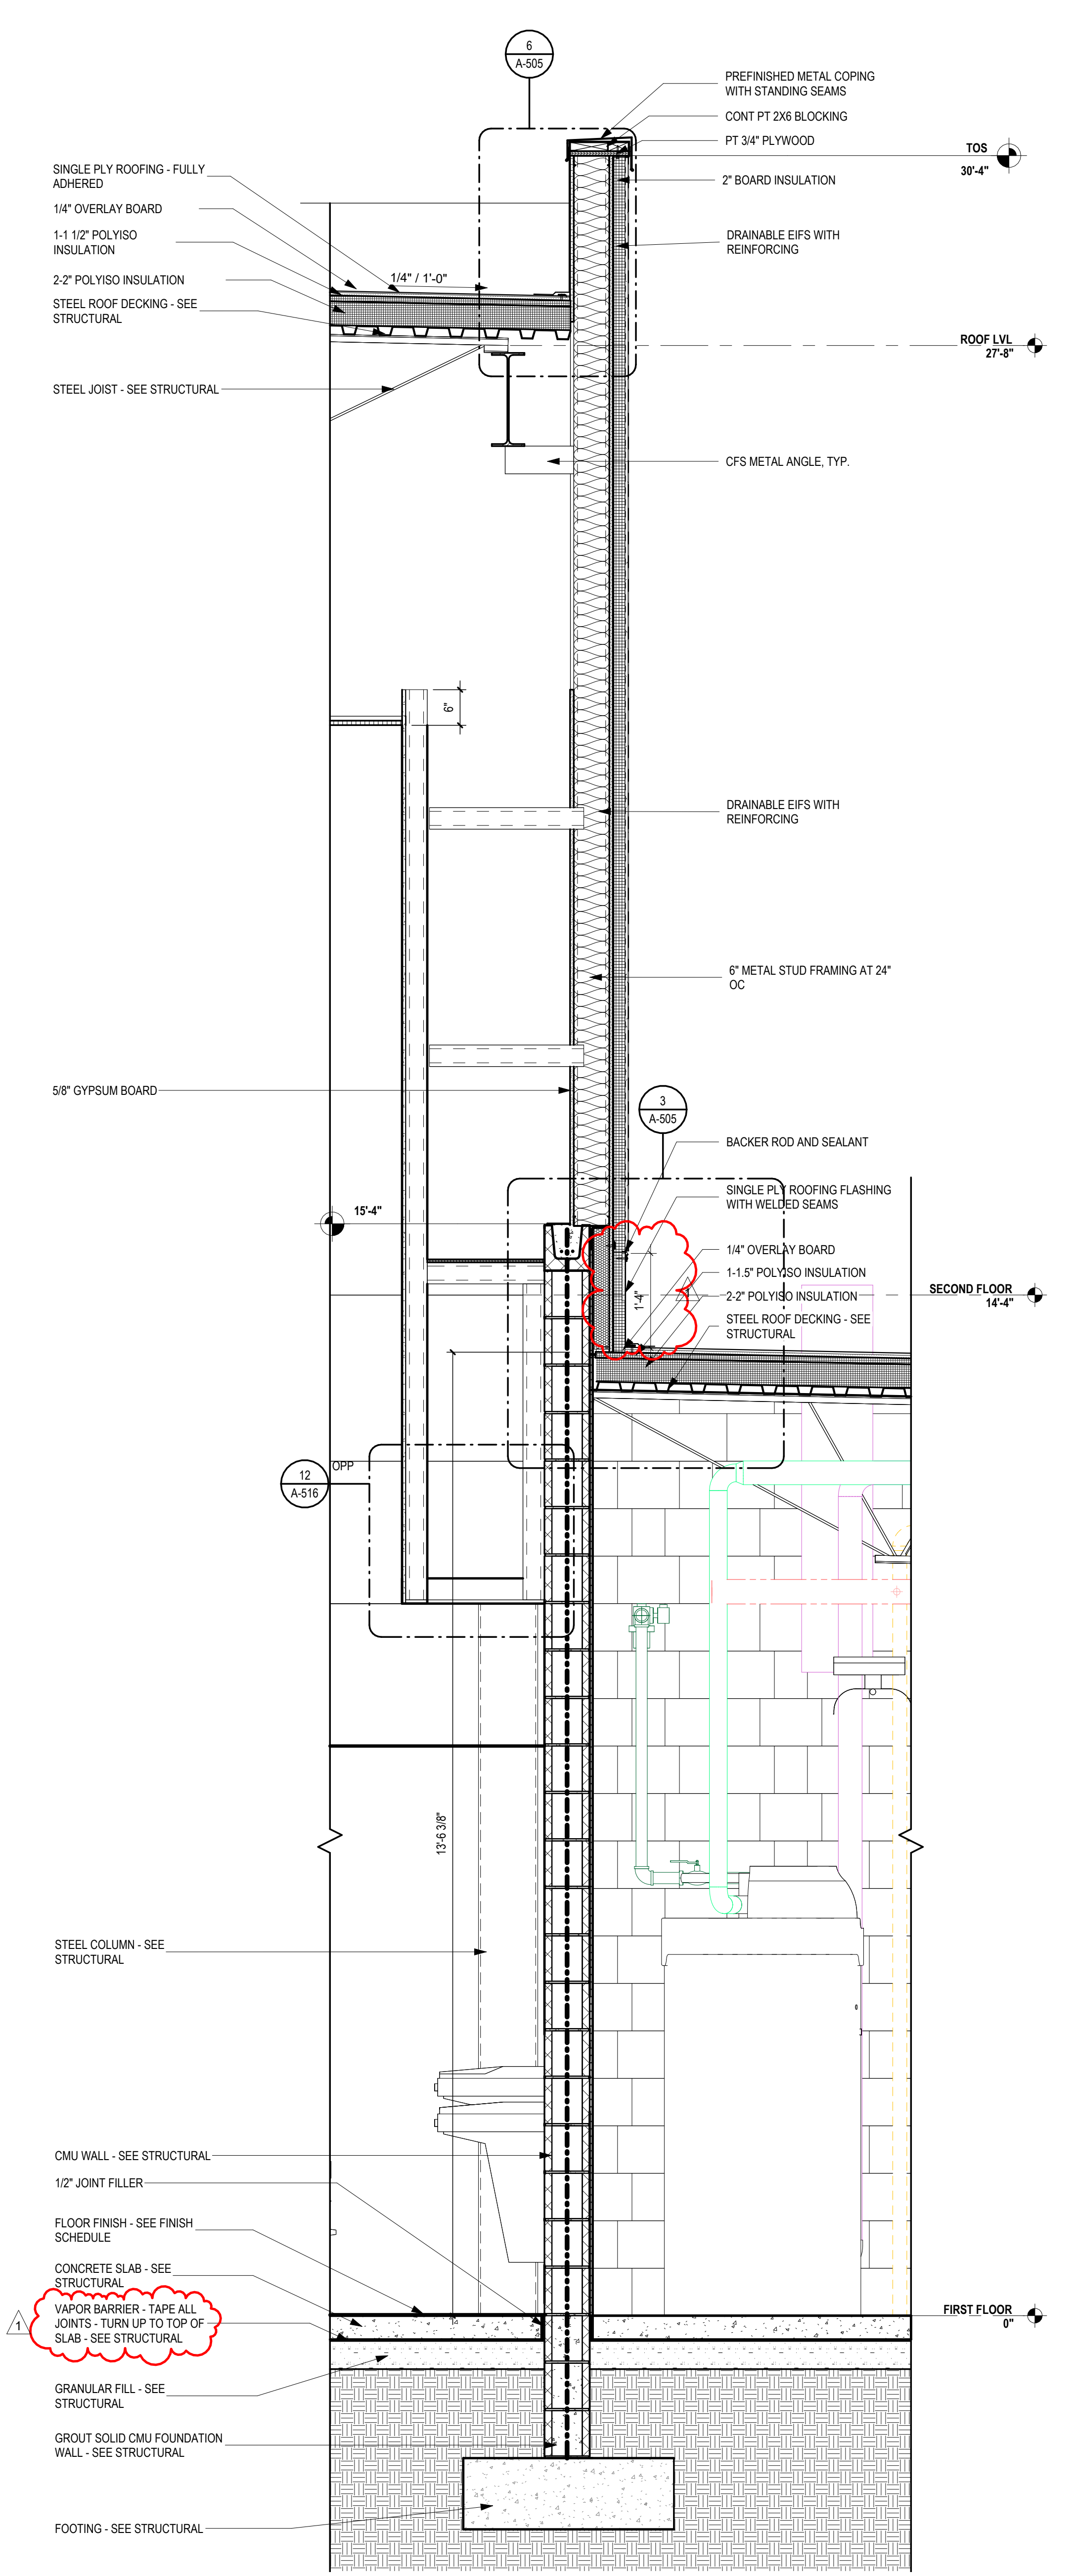 6
A-505
PREFINISHED METAL COPING
WITH STANDING SEAMS
CONT PT 2X6 BLOCKING
PT 3/4" PLYWOOD
TOS
30'-4"
2" BOARD INSULATION
DRAINABLE EIFS WITH
REINFORCING
SINGLE PLY ROOFING - FULLY
ADHERED
1/4" OVERLAY BOARD
1-1 1/2" POLYISO
INSULATION
2-2" POLYISO INSULATION
STEEL ROOF DECKING - SEE
STRUCTURAL
1/4" / 1'-0"
ROOF LVL
27'-8"
STEEL JOIST - SEE STRUCTURAL
CFS METAL ANGLE, TYP.
6"
DRAINABLE EIFS WITH
REINFORCING
6" METAL STUD FRAMING AT 24"
OC
5/8" GYPSUM BOARD
3
A-505
BACKER ROD AND SEALANT
SINGLE PLY ROOFING FLASHING
WITH WELDED SEAMS
15'-4"
1/4" OVERLAY BOARD
1-1.5" POLYISO INSULATION
2-2" POLYISO INSULATION
1'-4"
STEEL ROOF DECKING - SEE
STRUCTURAL
SECOND FLOOR
14'-4"
OPP
12
A-516
13'-6 3/8"
STEEL COLUMN - SEE
STRUCTURAL
CMU WALL - SEE STRUCTURAL
1/2" JOINT FILLER
FLOOR FINISH - SEE FINISH
SCHEDULE
CONCRETE SLAB - SEE
STRUCTURAL
1
VAPOR BARRIER - TAPE ALL
JOINTS - TURN UP TO TOP OF
SLAB - SEE STRUCTURAL
FIRST FLOOR
0"
GRANULAR FILL - SEE
STRUCTURAL
GROUT SOLID CMU FOUNDATION
WALL - SEE STRUCTURAL
FOOTING - SEE STRUCTURAL